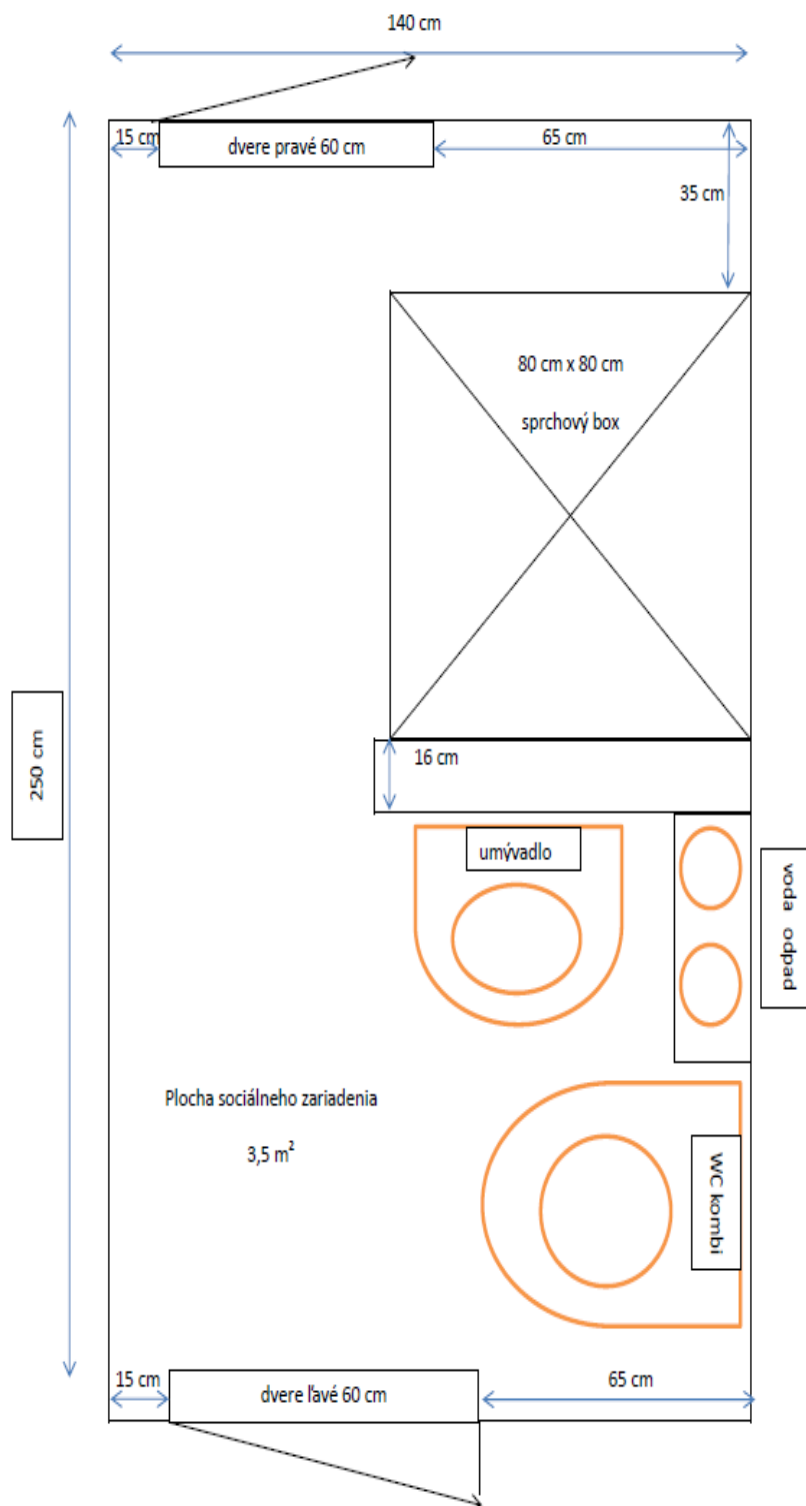 140 cm
15 cm
dvere pravé 60 cm
65 cm
35 cm
80 cm x 80 cm
sprchový box
250 cm
16 cm
umývadlo
voda odpad
Plocha sociálneho zariadenia
3,5 m²
WC kombi
15 cm
dvere ľavé 60 cm
65 cm